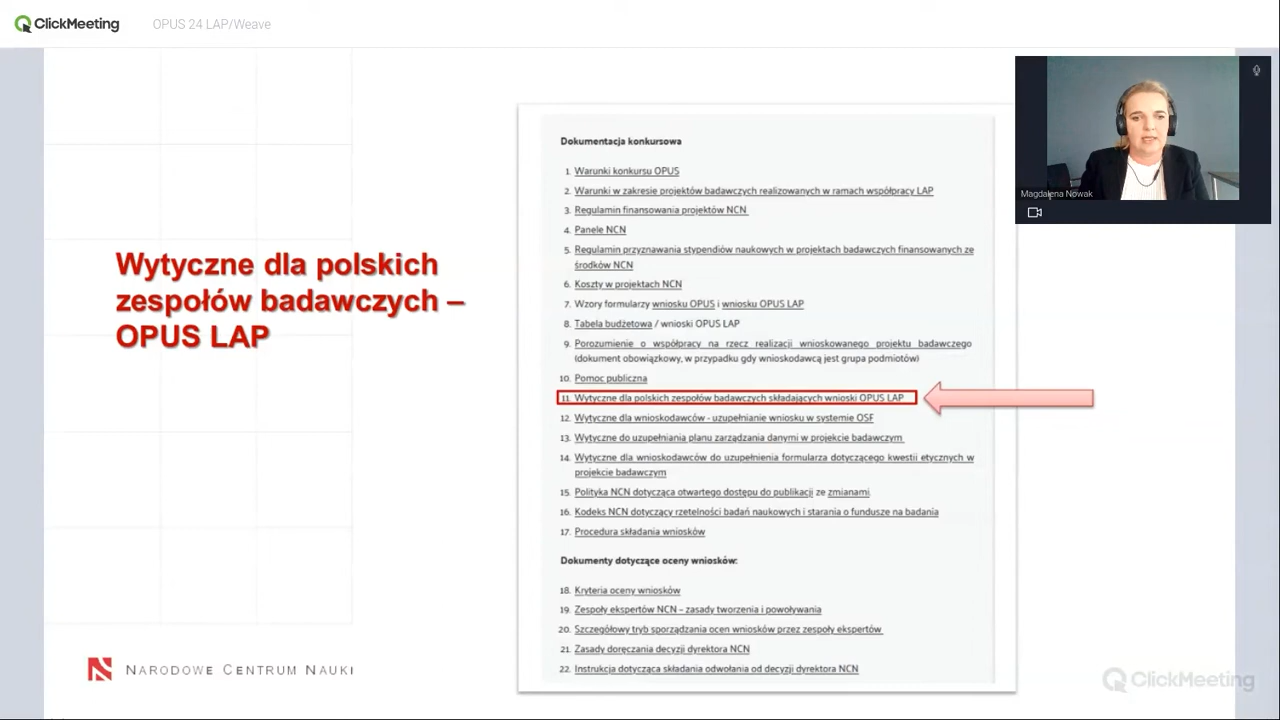 ClickMeeting
OPUS 24 LAP/Weave
Magdalena Nowak
Wytyczne dla polskich
zespołów badawczych –
OPUS LAP
Dokumentacja konkursowa
1. Warunki konkursu OPUS
2. Warunki w zakresie projektów badawczych realizowanych w ramach współpracy LAP
3. Regulamin finansowania projektów NCN
4. Panele NCN
5. Regulamin przyznawania stypendiów naukowych w projektach badawczych finansowanych ze
środków NCN
6. Koszty w projektach NCN
7. Wzory formularzy wniosku OPUS i wniosku OPUS LAP
8. Tabela budżetowa / wnioski OPUS LAP
9. Porozumienie o współpracy na rzecz realizacji wnioskowanego projektu badawczego
(dokument obowiązkowy, w przypadku gdy wnioskodawcą jest grupa podmiotów)
10. Pomoc publiczna
11. Wytyczne dla polskich zespołów badawczych składających wnioski OPUS LAP
12. Wytyczne dla wnioskodawców - uzupełnianie wniosku w systemie OSF
13. Wytyczne do uzupełniania planu zarządzania danymi w projekcie badawczym
14. Wytyczne dla wnioskodawców do uzupełnienia formularza dotyczącego kwestii etycznych w
projekcie badawczym
15. Polityka NCN dotycząca otwartego dostępu do publikacji ze zmianami.
16. Kodeks NCN dotyczący rzetelności badań naukowych i starania o fundusze na badania
17. Procedura składania wniosków
Dokumenty dotyczące oceny wniosków:
18. Kryteria oceny wniosków
19. Zespoły ekspertów NCN – zasady tworzenia i powoływania
20. Szczegółowy tryb sporządzania ocen wniosków przez zespoły ekspertów
21. Zasady doręczania decyzji dyrektora NCN
22. Instrukcja dotycząca składania odwołania od decyzji dyrektora NCN
NARODOWE CENTRUM NAUKI
ClickMeeting